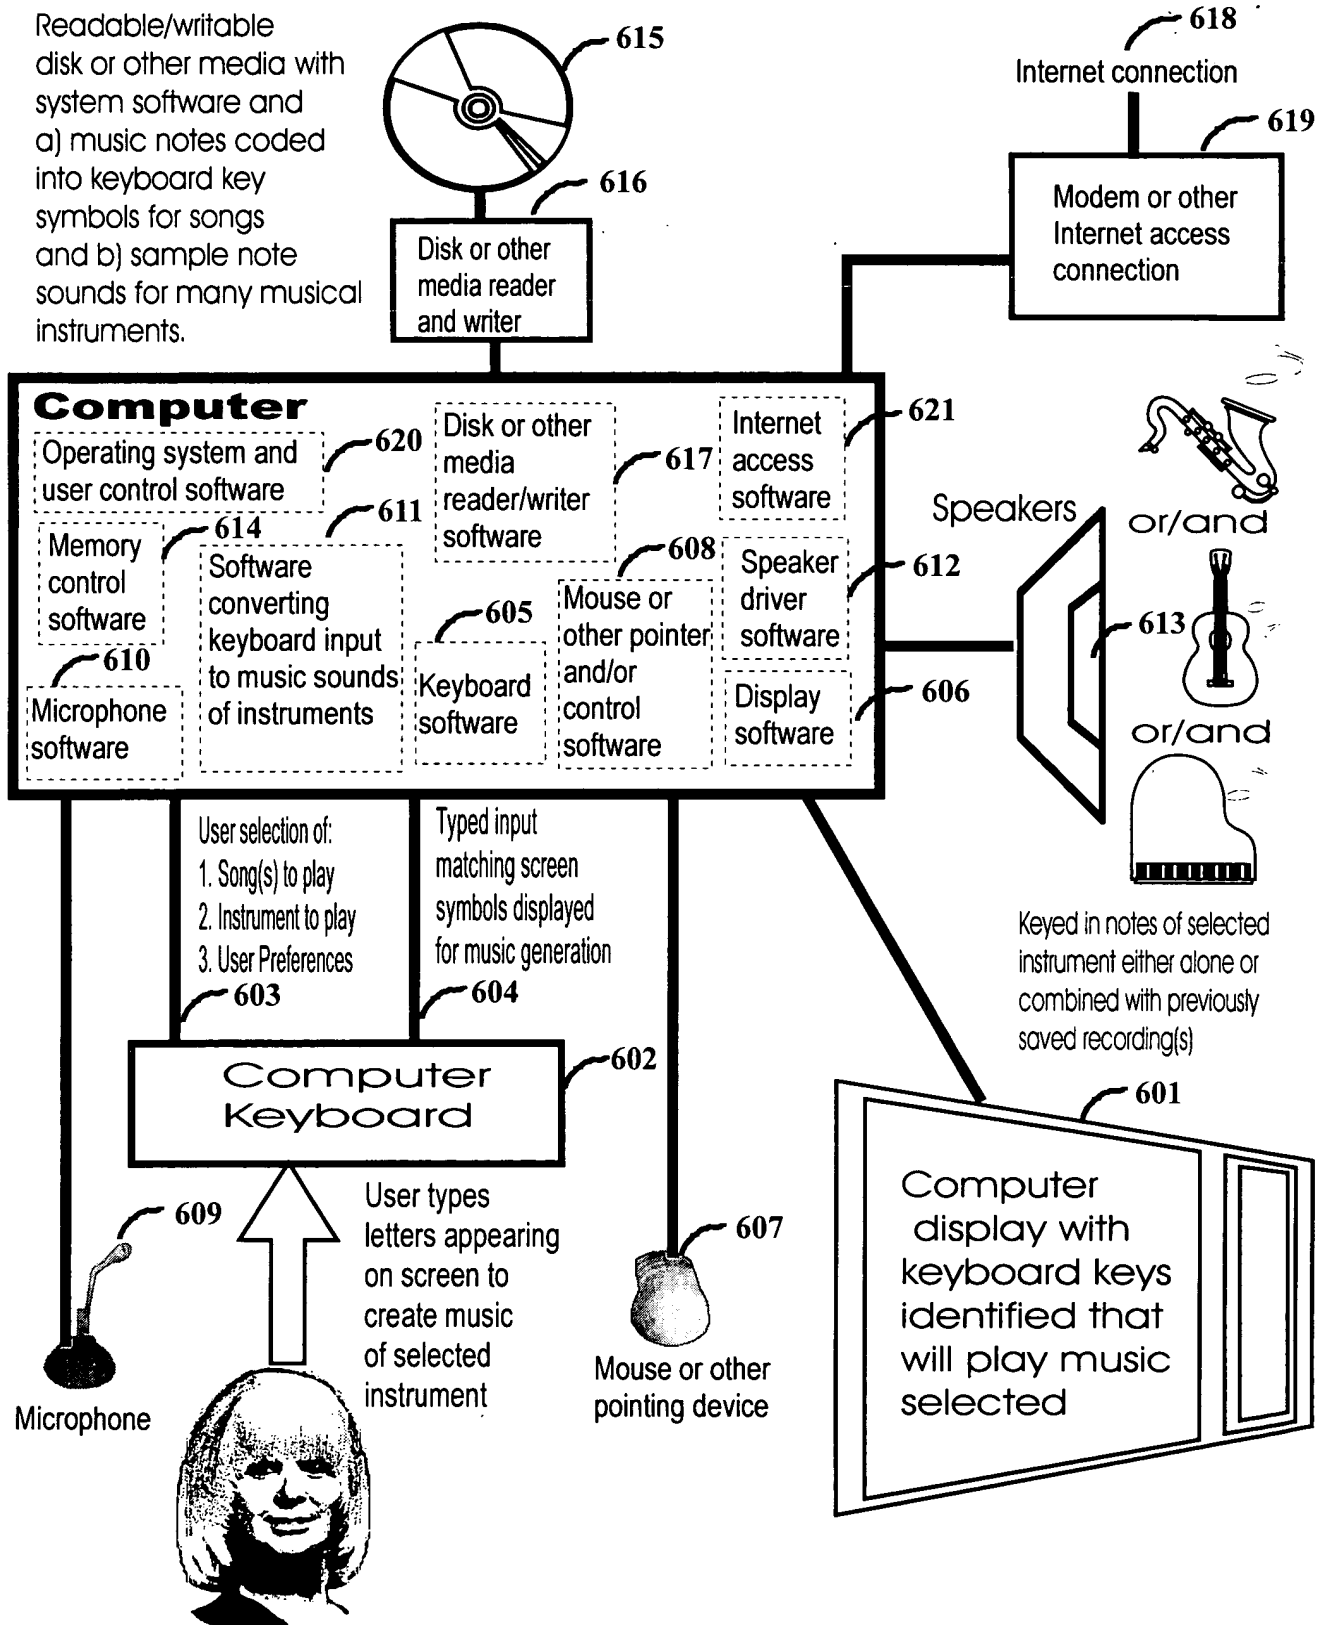 Readable/writable
disk or other media with
system software and
a) music notes coded
into keyboard key
symbols for songs
and b) sample note
sounds for many musical
instruments.
615
616
Disk or other
media reader
and writer
618
Internet connection
619
Modem or other
Internet access
connection
Computer
Operating system and
user control software
620
Memory
control
software
614
Software
converting
keyboard input
to music sounds
of instruments
611
Disk or other
media
reader/writer
software
617
Internet
access
software
621
Microphone
software
610
Keyboard
software
605
Mouse or
other pointer
and/or
control
software
608
Speaker
driver
software
612
Display
software
606
Speakers
613
or/and
or/and
Keyed in notes of selected
instrument either alone or
combined with previously
saved recording(s)
User selection of:
1. Song(s) to play
2. Instrument to play
3. User Preferences
603
Typed input
matching screen
symbols displayed
for music generation
604
Computer
Keyboard
602
User types
letters appearing
on screen to
create music
of selected
instrument
609
Microphone
607
Mouse or other
pointing device
601
Computer
display with
keyboard keys
identified that
will play music
selected